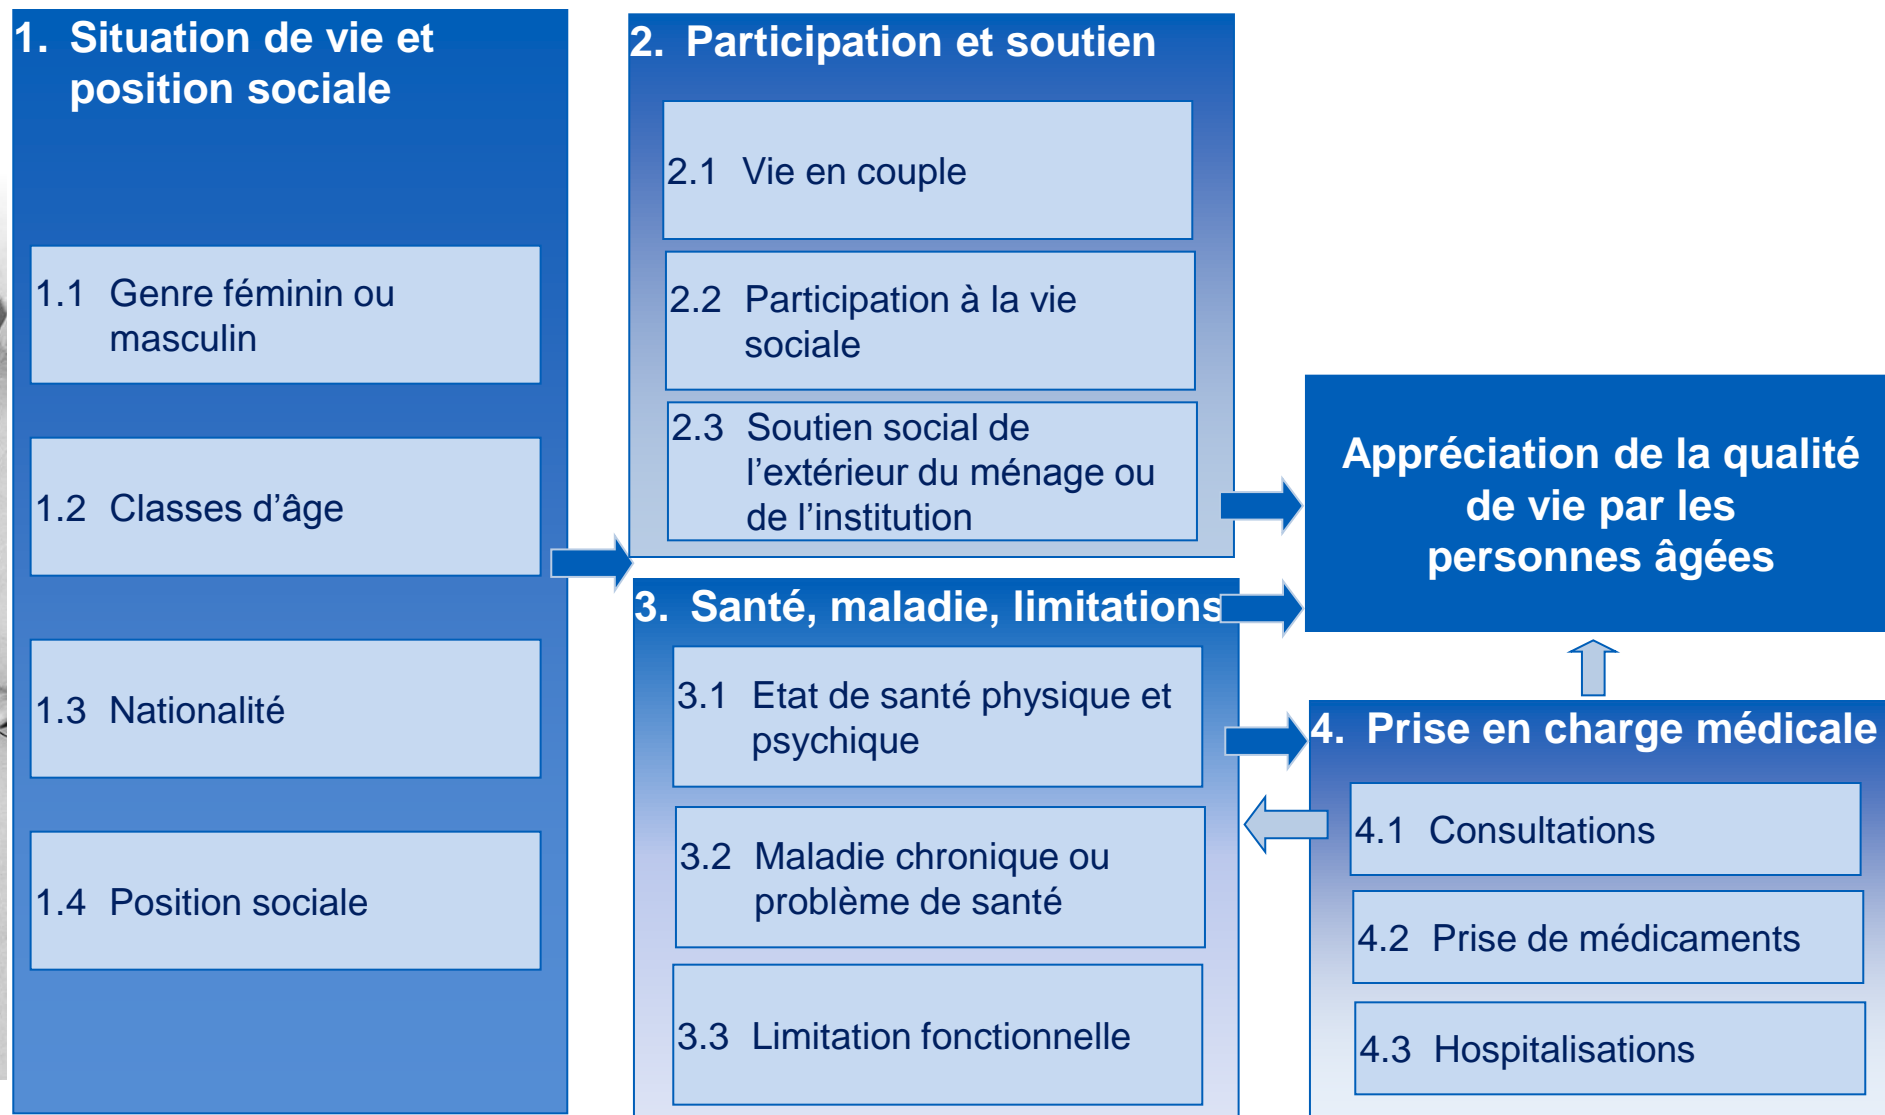 1. Situation de vie et
position sociale
1.1 Genre féminin ou
masculin
1.2 Classes d’âge
1.3 Nationalité
1.4 Position sociale
2. Participation et soutien
2.1 Vie en couple
2.2 Participation à la vie
sociale
2.3 Soutien social de
l’extérieur du ménage ou
de l’institution
3. Santé, maladie, limitations
3.1 Etat de santé physique et
psychique
3.2 Maladie chronique ou
problème de santé
3.3 Limitation fonctionnelle
Appréciation de la qualité
de vie par les
personnes âgées
4. Prise en charge médicale
4.1 Consultations
4.2 Prise de médicaments
4.3 Hospitalisations